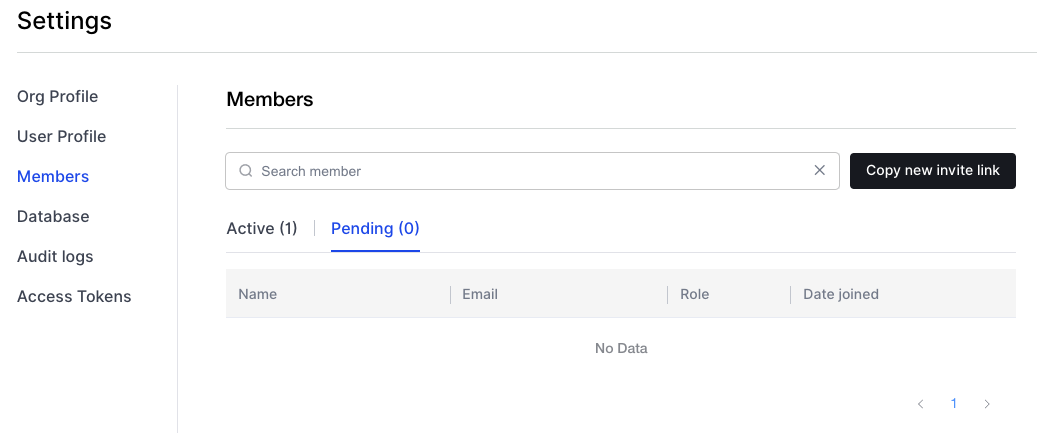 Settings
Org Profile
User Profile
Members
Database
Audit logs
Access Tokens
Members
Search member
Copy new invite link
Active (1)
Pending (0)
Name Email Role Date joined
No Data
1